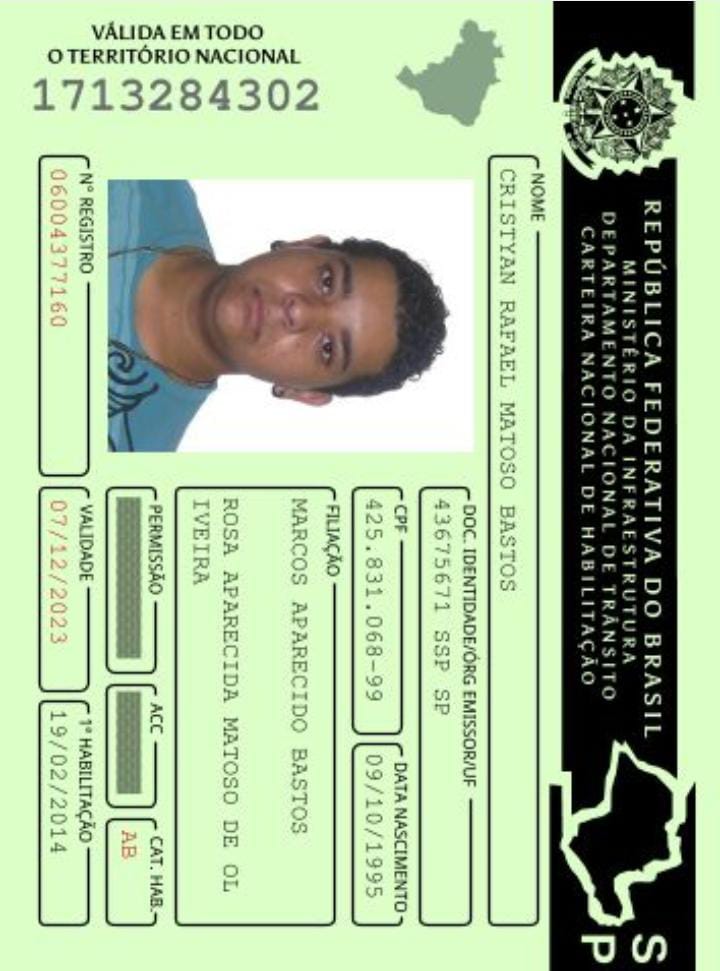 REPÚBLICA FEDERATIVA DO BRASIL
MINISTÉRIO DA INFRAESTRUTURA
DEPARTAMENTO NACIONAL DE TRÂNSITO
CARTEIRA NACIONAL DE HABILITAÇÃO
S
P
NOME
CRISTYAN RAFAEL MATOSO BASTOS
DOC. IDENTIDADE/ÓRG EMISSOR/UF
43675671 SSP SP
CPF
425.831.068-99
DATA NASCIMENTO
09/10/1995
FILIAÇÃO
MARCOS APARECIDO BASTOS
ROSA APARECIDA MATOSO DE OL
IVEIRA
PERMISSÃO
ACC
CAT. HAB.
AB
Nº REGISTRO
06004377160
VALIDADE
07/12/2023
1ª HABILITAÇÃO
19/02/2014
VÁLIDA EM TODO
O TERRITÓRIO NACIONAL
1713284302